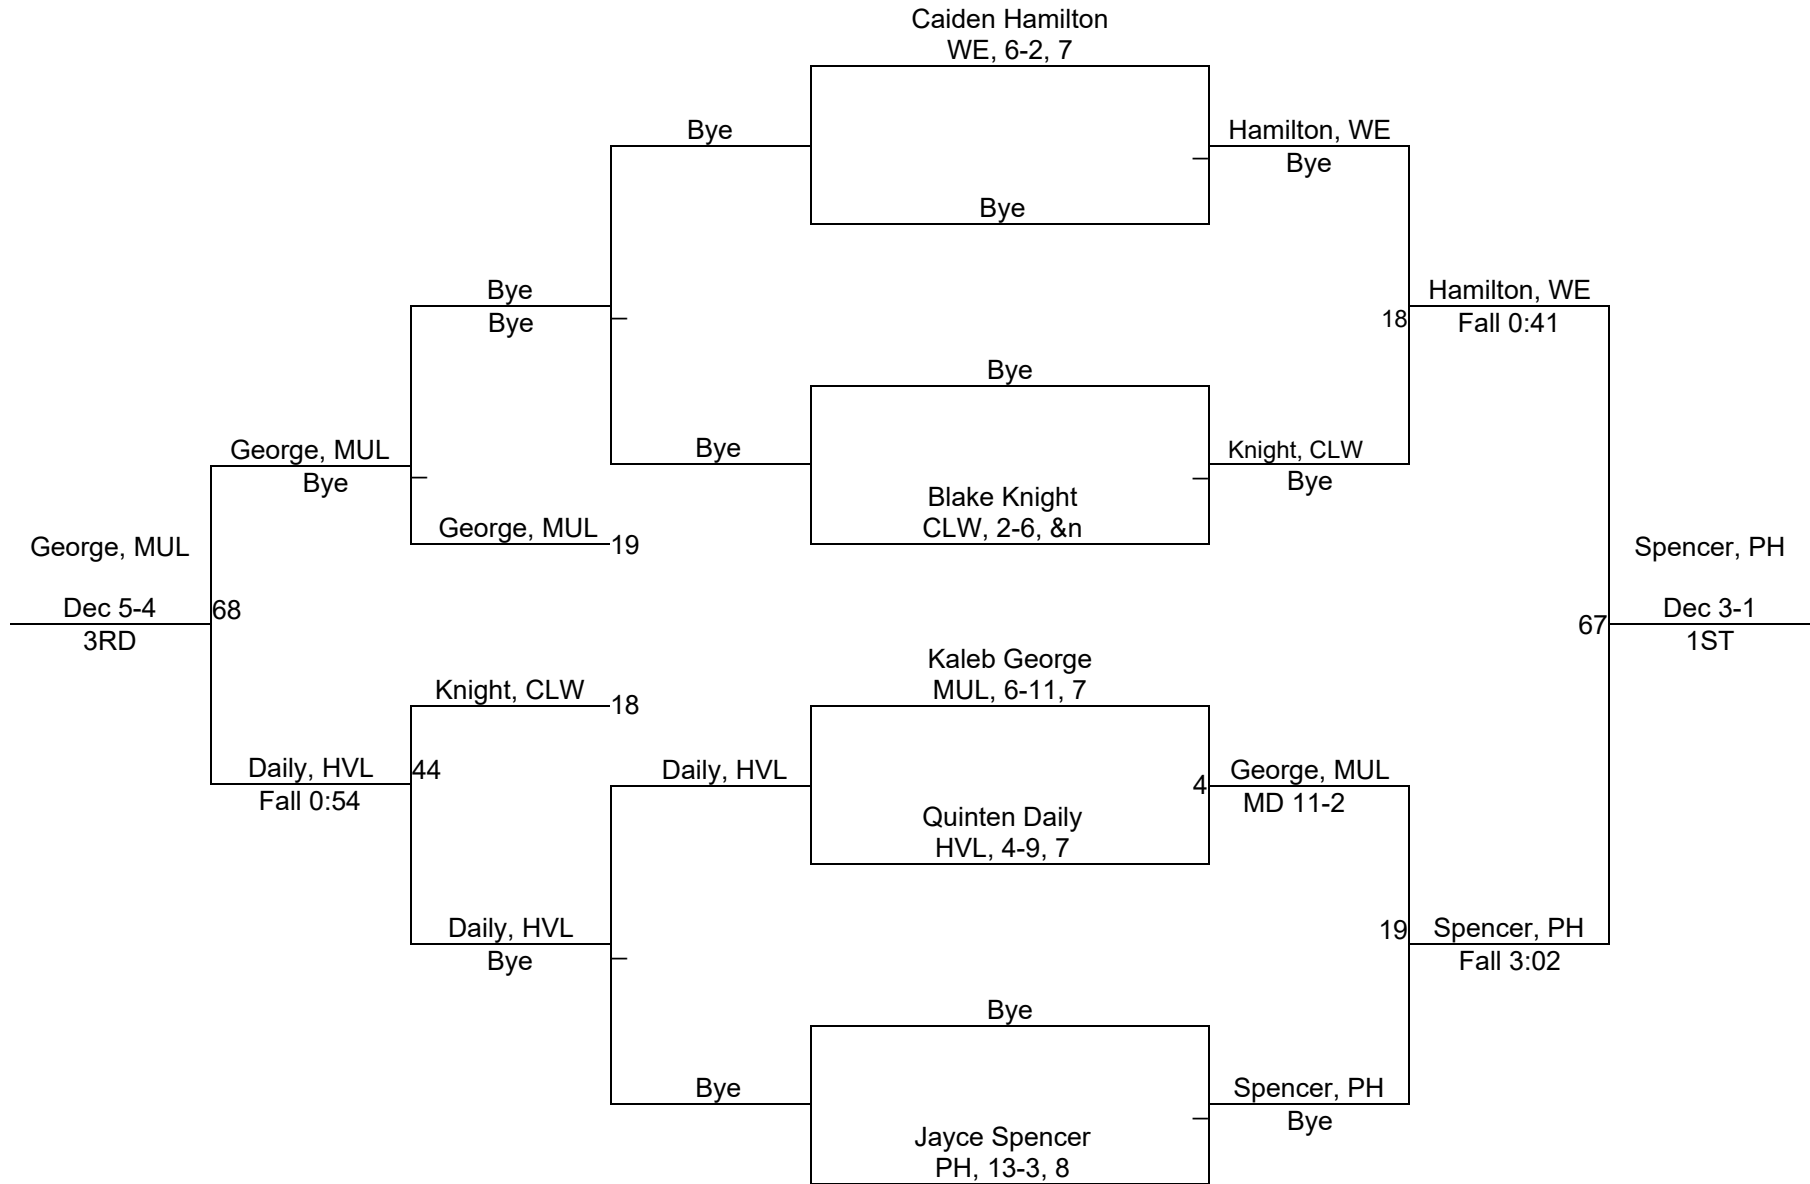 Caiden Hamilton
WE, 6-2, 7
Bye
Hamilton, WE
Bye
Bye
Bye
Bye
Hamilton, WE
18
Fall 0:41
Bye
George, MUL
Bye
Bye
Knight, CLW
Bye
Blake Knight
CLW, 2-6, &n
George, MUL
19
George, MUL
Spencer, PH
Dec 5-4
68
3RD
67
Dec 3-1
1ST
Kaleb George
MUL, 6-11, 7
Knight, CLW
18
Daily, HVL
44
Fall 0:54
Daily, HVL
4
George, MUL
MD 11-2
Quinten Daily
HVL, 4-9, 7
Daily, HVL
Bye
19
Spencer, PH
Fall 3:02
Bye
Bye
Spencer, PH
Bye
Jayce Spencer
PH, 13-3, 8